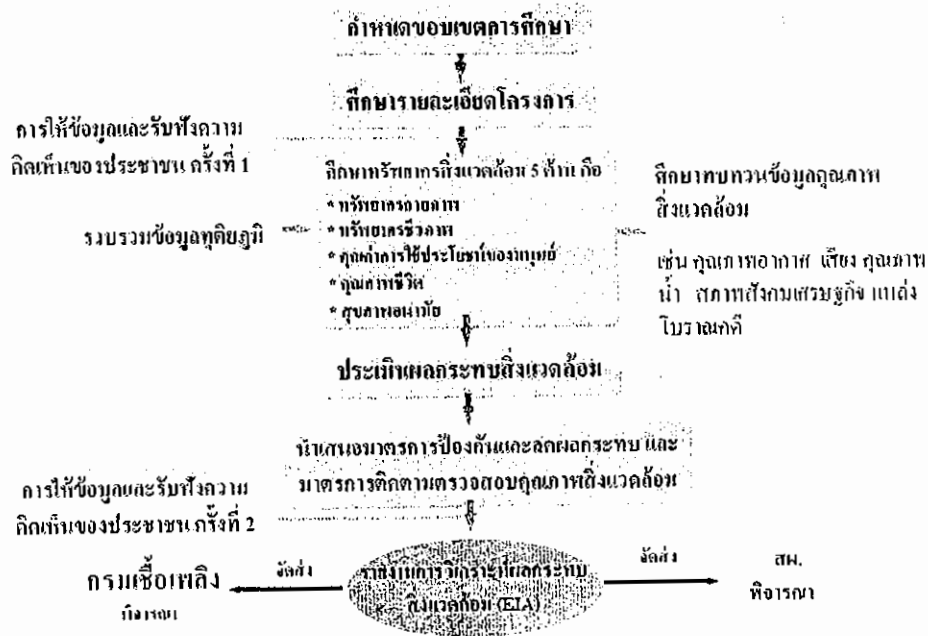 กำหนดขอบเขตการศึกษา
ศึกษารายละเอียดโครงการ
การให้ข้อมูลและรับฟังความ
คิดเห็นของประชาชน ครั้งที่ 1
ศึกษาทรัพยากรสิ่งแวดล้อม 5 ด้าน คือ
* ทรัพยากรกายภาพ
* ทรัพยากรชีวภาพ
* คุณค่าการใช้ประโยชน์ของมนุษย์
* คุณภาพชีวิต
* สุขภาพอนามัย
รวบรวมข้อมูลทุติยภูมิ
ศึกษาทบทวนข้อมูลคุณภาพ
สิ่งแวดล้อม
เช่น คุณภาพอากาศ เสียง คุณภาพ
น้ำ สภาพสังคมเศรษฐกิจ แหล่ง
โบราณคดี
ประเมินผลกระทบสิ่งแวดล้อม
นำเสนอมาตรการป้องกันและลดผลกระทบ และ
มาตรการติดตามตรวจสอบคุณภาพสิ่งแวดล้อม
การให้ข้อมูลและรับฟังความ
คิดเห็นของประชาชน ครั้งที่ 2
กรมเชื้อเพลิง
พิจารณา
จัดส่ง
รายงานการวิเคราะห์ผลกระทบ
สิ่งแวดล้อม (EIA)
จัดส่ง
สผ.
พิจารณา